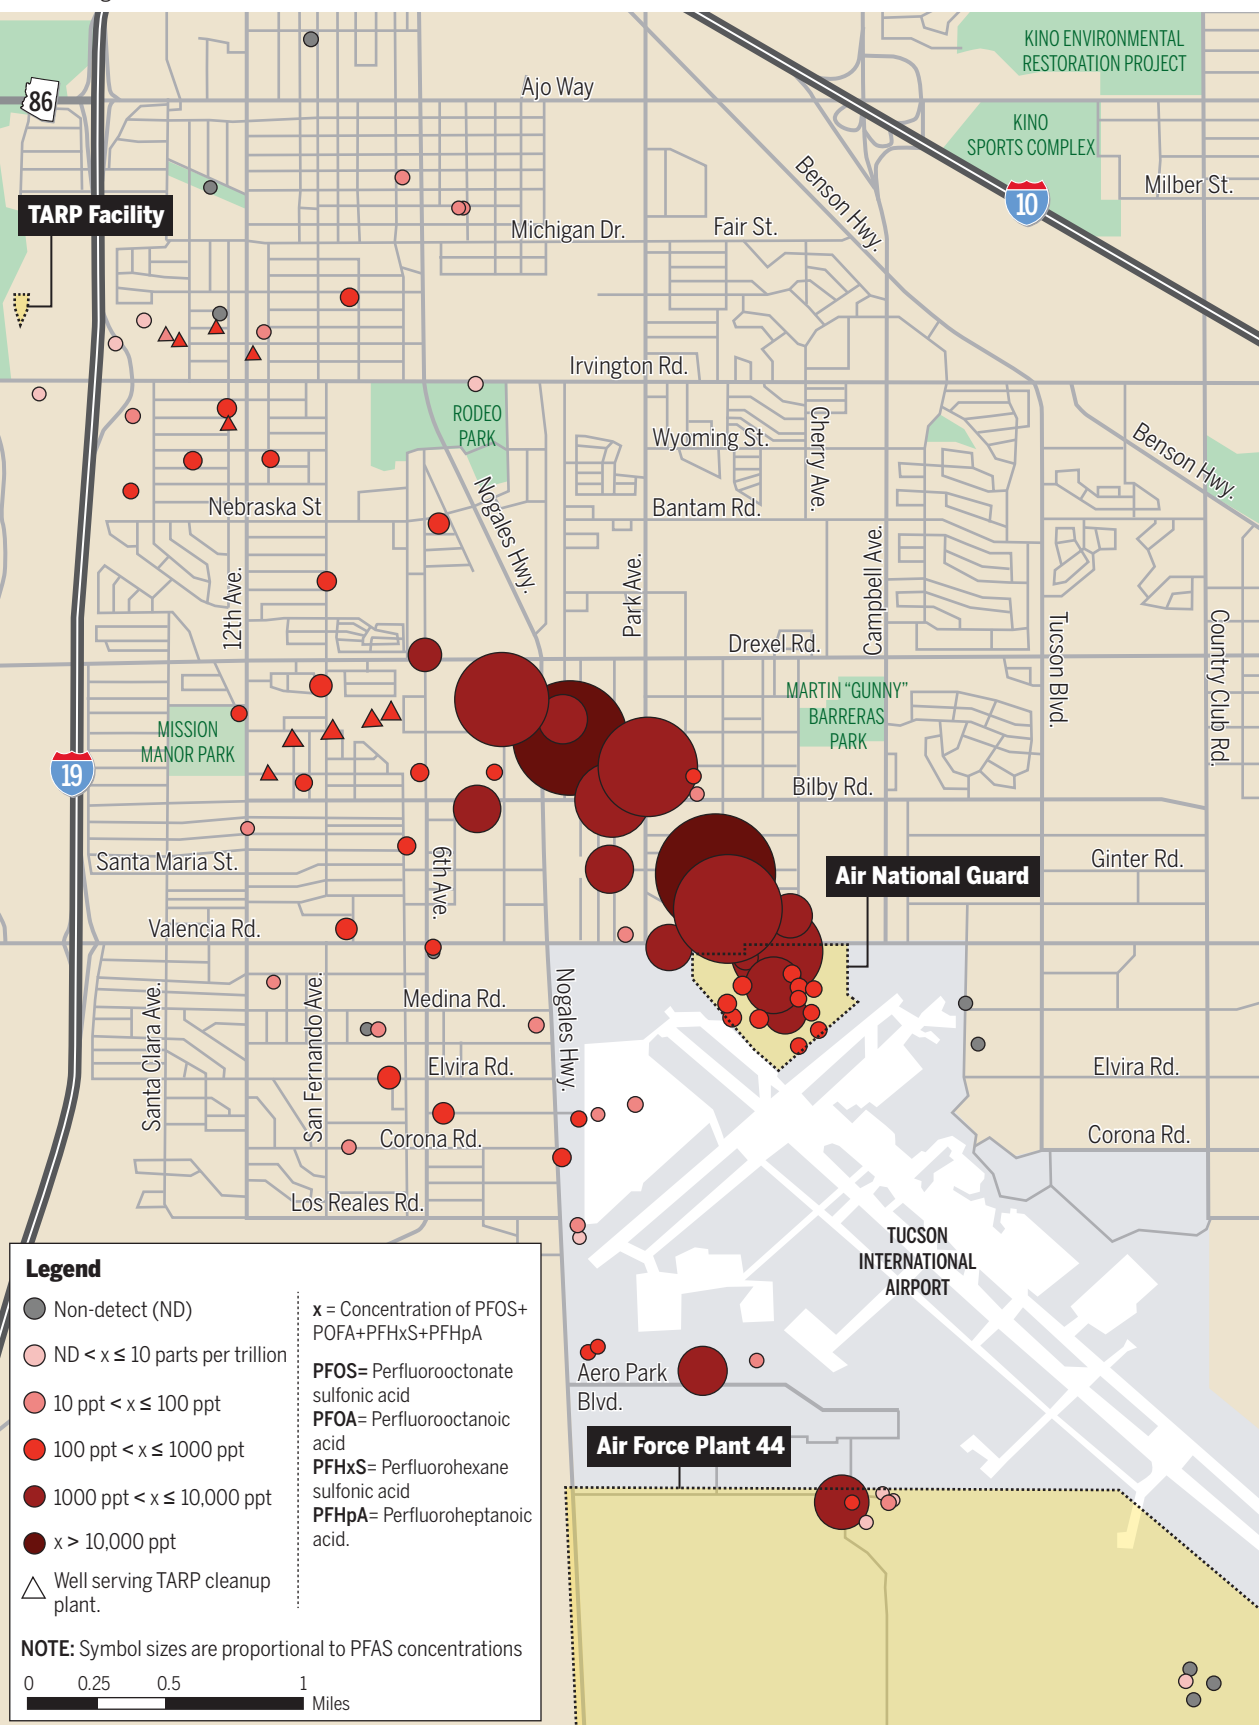 KINO ENVIRONMENTAL
RESTORATION PROJECT
Ajo Way
86
KINO
SPORTS COMPLEX
Benson Hwy.
Milber St.
10
TARP Facility
Michigan Dr.
Fair St.
Irvington Rd.
RODEO
PARK
Cherry Ave.
Wyoming St.
Benson Hwy.
Nogales Hwy.
Nebraska St
Bantam Rd.
12th Ave.
Park Ave.
Campbell Ave.
Drexel Rd.
Tucson Blvd.
Country Club Rd.
MARTIN “GUNNY”
BARRERAS
PARK
MISSION
MANOR PARK
19
Bilby Rd.
Santa Maria St.
6th Ave.
Ginter Rd.
Air National Guard
Valencia Rd.
Nogales Hwy.
Santa Clara Ave.
San Fernando Ave.
Medina Rd.
Elvira Rd.
Elvira Rd.
Corona Rd.
Corona Rd.
Los Reales Rd.
TUCSON
INTERNATIONAL
AIRPORT
Aero Park
Blvd.
Air Force Plant 44
Legend
Non-detect (ND)
ND < x ≤ 10 parts per trillion
10 ppt < x ≤ 100 ppt
100 ppt < x ≤ 1000 ppt
1000 ppt < x ≤ 10,000 ppt
x > 10,000 ppt
Well serving TARP cleanup
plant.
x = Concentration of PFOS+
POFA+PFHxS+PFHpA
PFOS= Perfluorooctonate
sulfonic acid
PFOA= Perfluorooctanoic
acid
PFHxS= Perfluorohexane
sulfonic acid
PFHpA= Perfluoroheptanoic
acid.
NOTE: Symbol sizes are proportional to PFAS concentrations
0 0.25 0.5 1
Miles